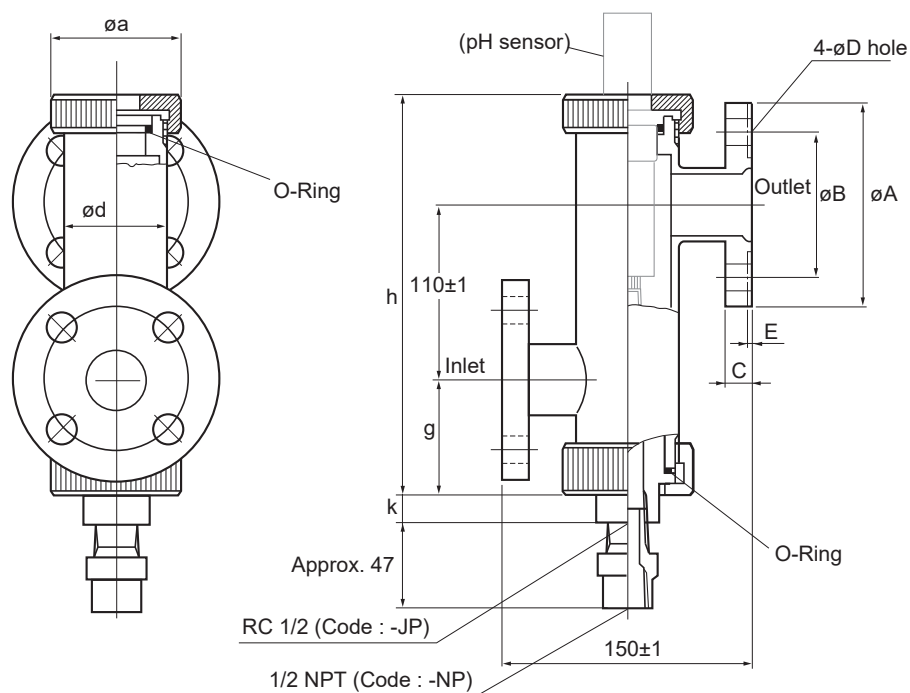 øa
(pH sensor)
4-øD hole
O-Ring
Outlet
øB
øA
ød
110±1
h
E
Inlet
C
g
k
Approx. 47
O-Ring
RC 1/2 (Code : -JP)
150±1
1/2 NPT (Code : -NP)